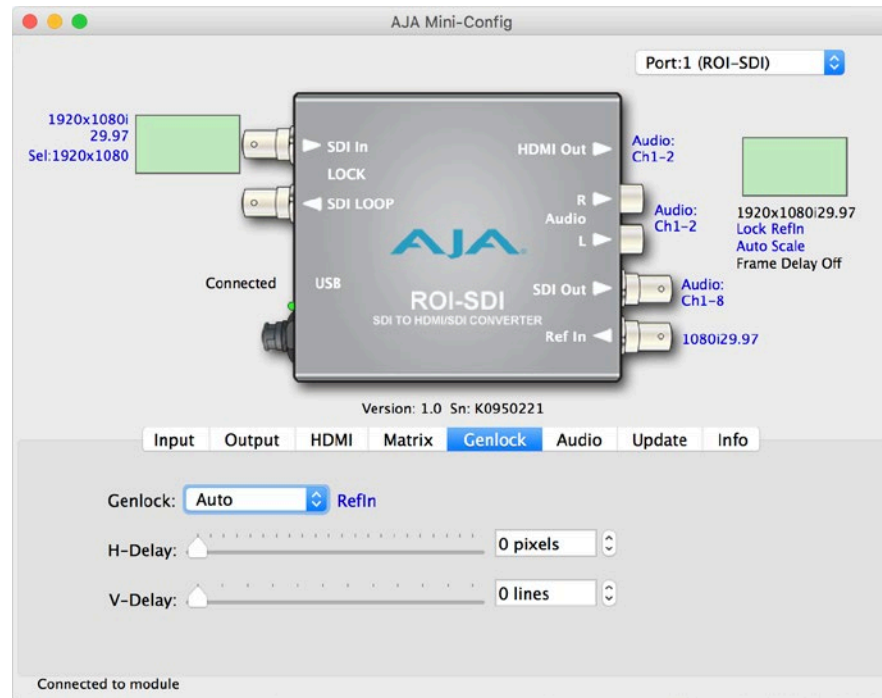 AJA Mini-Config
Port:1 (ROI-SDI)
1920x1080i
29.97
Sel:1920x1080
SDI In
LOCK
SDI LOOP
HDMI Out
R
Audio
L
AJA
USB
ROI-SDI
SDI TO HDMI/SDI CONVERTER
SDI Out
Ref In
Connected
Audio:
Ch1-2
Audio:
Ch1-2
Audio:
Ch1-8
1080i29.97
1920x1080i29.97
Lock RefIn
Auto Scale
Frame Delay Off
Version: 1.0 Sn: K0950221
Input Output HDMI Matrix Genlock Audio Update Info
Genlock: Auto RefIn
H-Delay: 0 pixels
V-Delay: 0 lines
Connected to module